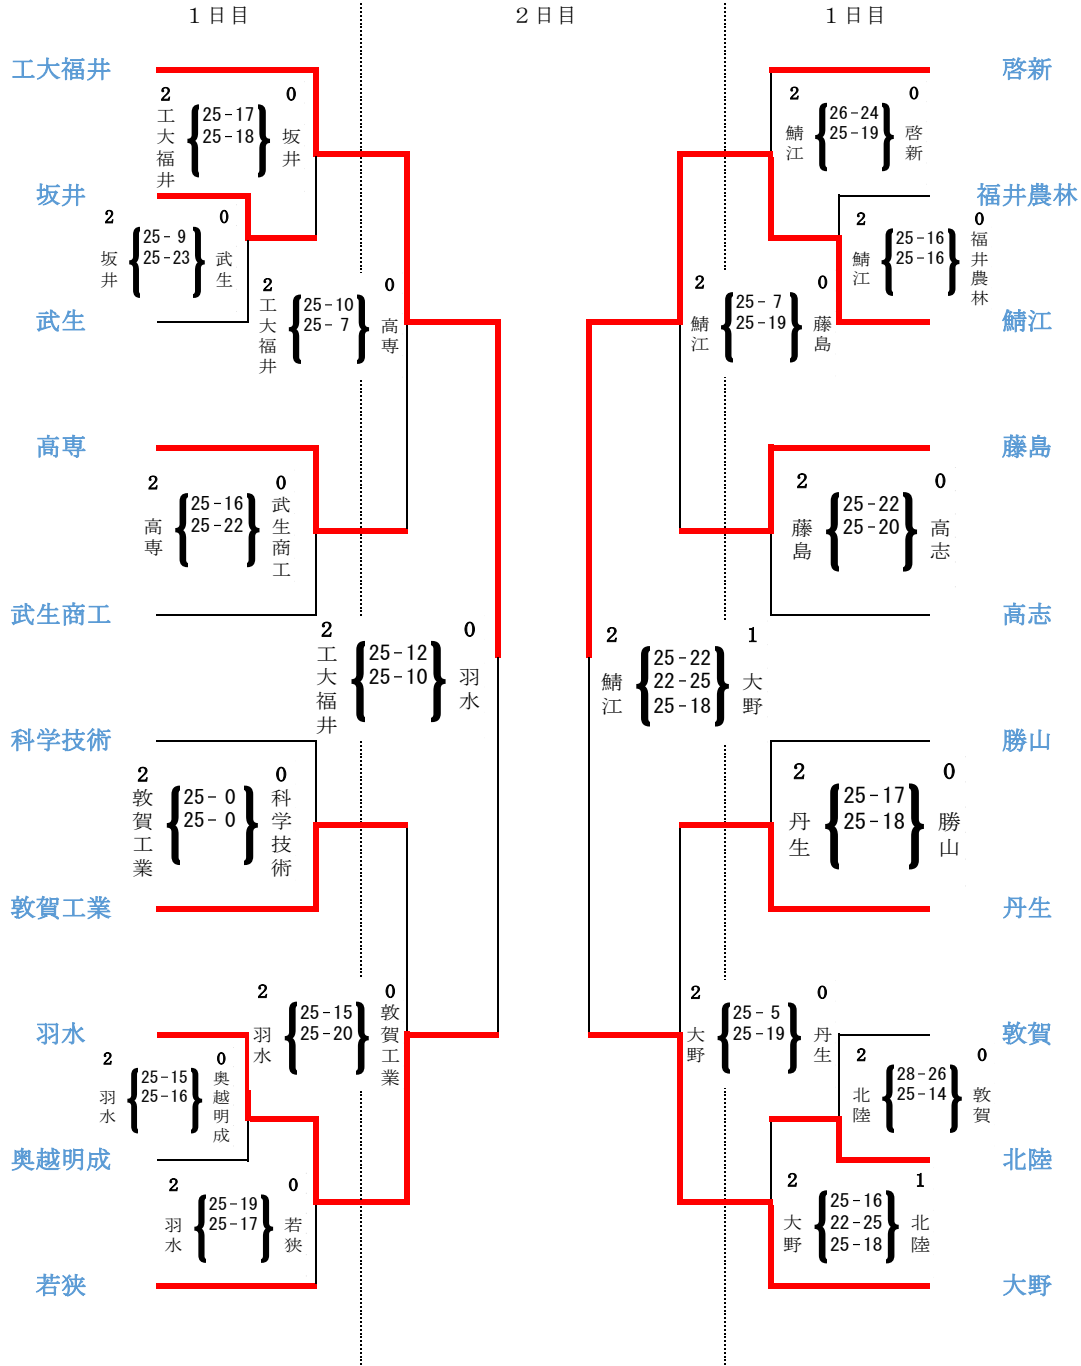 １日目
２日目
１日目
工大福井
2 0
工大福井 25-17 坂井
25-18
坂井
2 0
坂井 25- 9 武生
25-23
武生
2 0
工大福井 25-10 高専
25- 7
高専
2 0
高専 25-16 武生商工
25-22
武生商工
2 0
工大福井 25-12 羽水
25-10
科学技術
2 0
敦賀工業 25- 0 科学技術
25- 0
敦賀工業
2 0
羽水 25-15 敦賀工業
25-20
羽水
2 0
羽水 25-15 奥越明成
25-16
奥越明成
2 0
羽水 25-19 若狭
25-17
若狭
啓新
2 0
鯖江 26-24 啓新
25-19
福井農林
2 0
鯖江 25-16 福井農林
25-16
鯖江
2 0
鯖江 25- 7 藤島
25-19
藤島
2 0
藤島 25-22 高志
25-20
高志
2 1
鯖江 25-22 大野
22-25
25-18
勝山
2 0
丹生 25-17 勝山
25-18
丹生
2 0
大野 25- 5 丹生
25-19
敦賀
2 0
北陸 28-26 敦賀
25-14
北陸
2 1
大野 25-16 北陸
22-25
25-18
大野